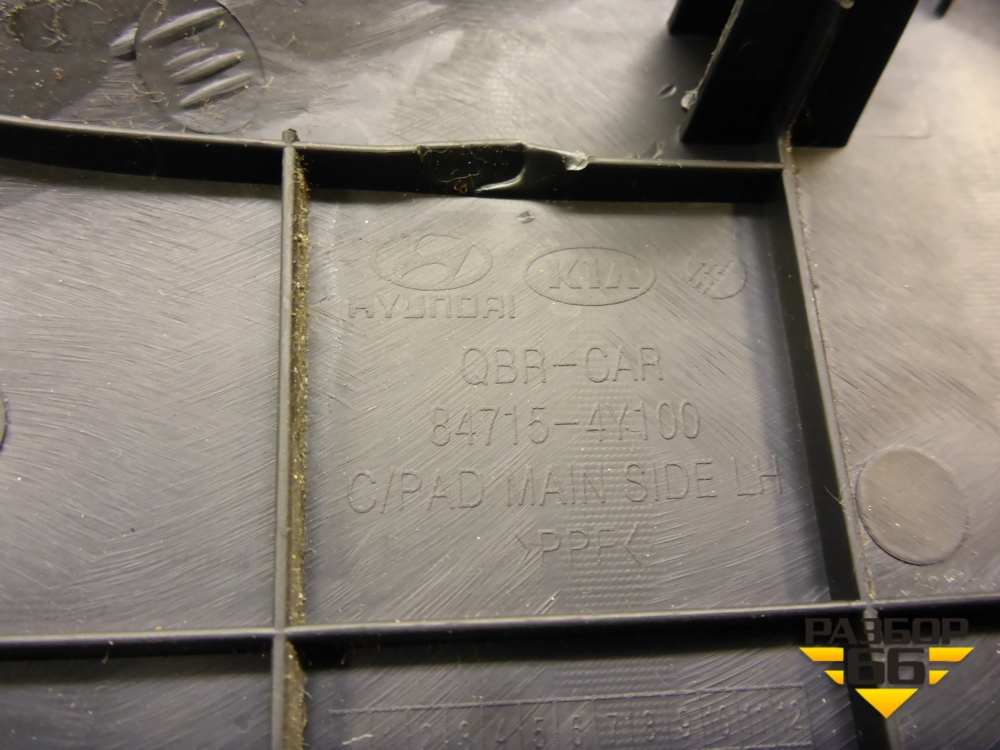 HYUNDAI KIA
QBR-CAR
84715-4Y100
C/PAD MAIN SIDE LH
>PPF<
РАЗБОР
66